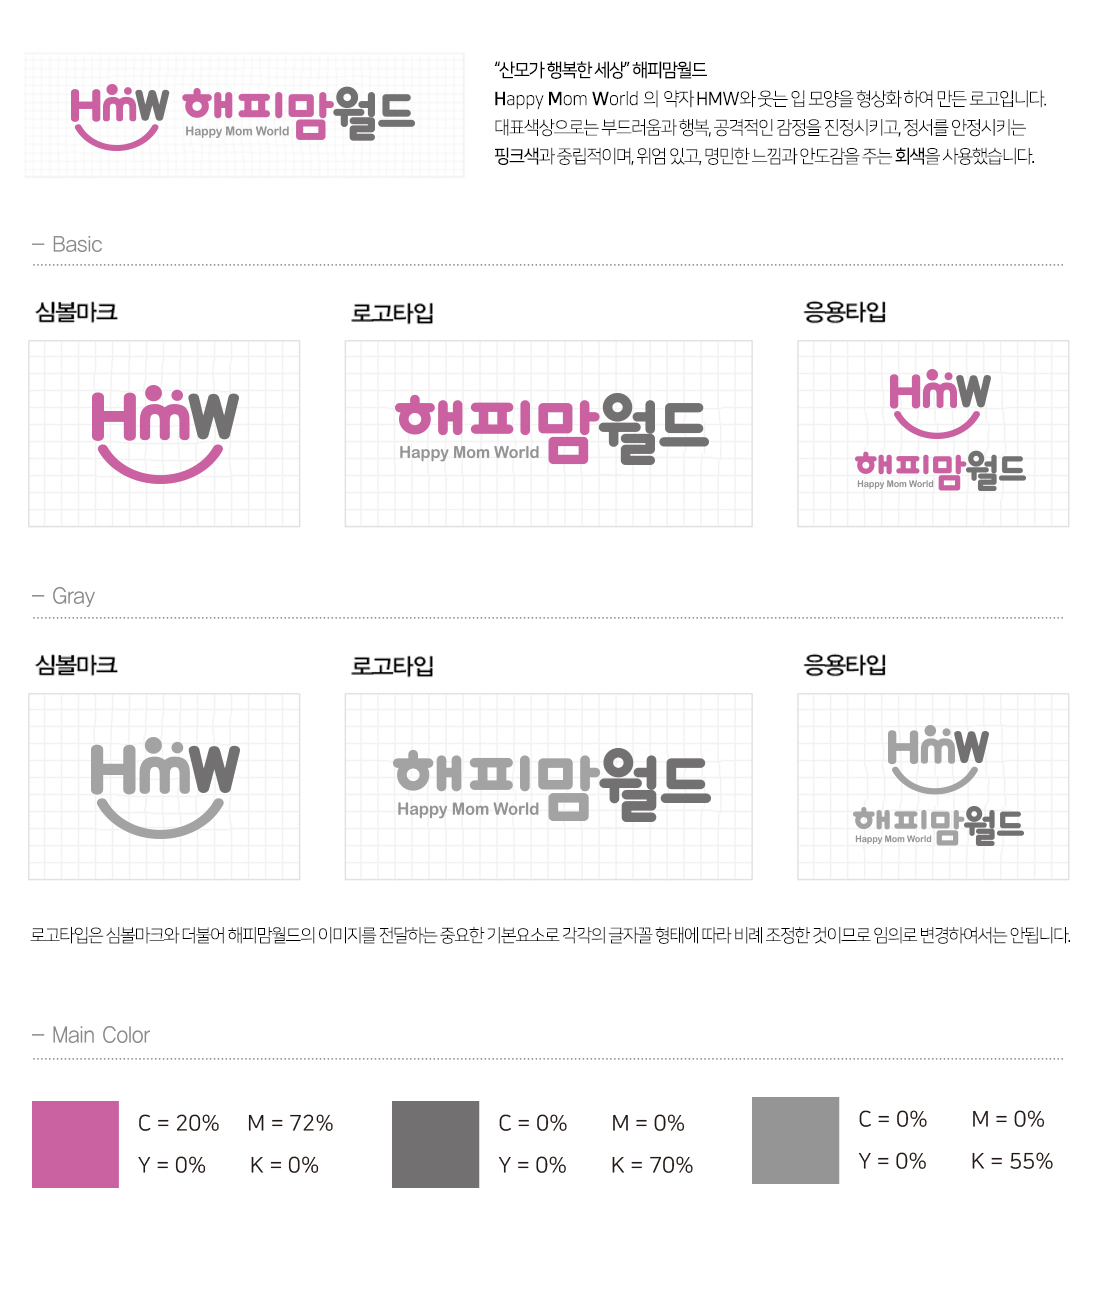 HMW 해피맘월드
Happy Mom World
“산모가 행복한 세상” 해피맘월드
Happy Mom World 의 약자 HMW와 웃는 입 모양을 형상화 하여 만든 로고입니다.
대표색상으로는 부드러움과 행복, 공격적인 감정을 진정시키고, 정서를 안정시키는
핑크색과 중립적이며, 위엄 있고, 명민한 느낌과 안도감을 주는 회색을 사용했습니다.
- Basic
심볼마크 로고타입 응용타입
HMW
해피맘월드
Happy Mom World
HMW
해피맘월드
Happy Mom World
- Gray
심볼마크 로고타입 응용타입
HMW
해피맘월드
Happy Mom World
HMW
해피맘월드
Happy Mom World
로고타입은 심볼마크와 더불어 해피맘월드의 이미지를 전달하는 중요한 기본요소로 각각의 글자꼴 형태에 따라 비례 조정한 것이므로 임의로 변경하여서는 안됩니다.
- Main Color
C = 20% M = 72% C = 0% M = 0% C = 0% M = 0%
Y = 0% K = 0% Y = 0% K = 70% Y = 0% K = 55%